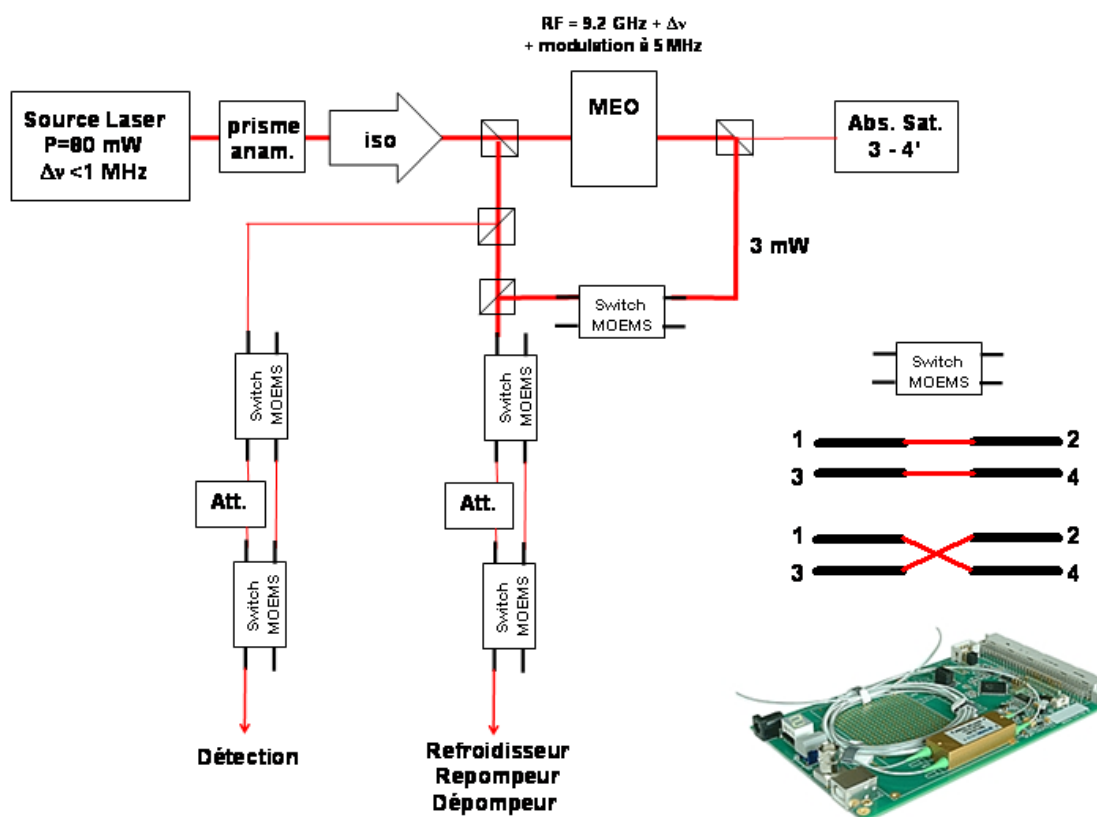 RF = 9.2 GHz + Δν
+ modulation à 5 MHz
Source Laser
P=80 mW
Δν <1 MHz
prisme
anam.
iso
MEO
Abs. Sat.
3 - 4'
3 mW
Switch
MOEMS
Switch
MOEMS
Switch
MOEMS
Switch
MOEMS
1
2
3
4
Att.
Att.
1
2
3
4
Switch
MOEMS
Switch
MOEMS
Détection
Refroidisseur
Repompeur
Dépompeur